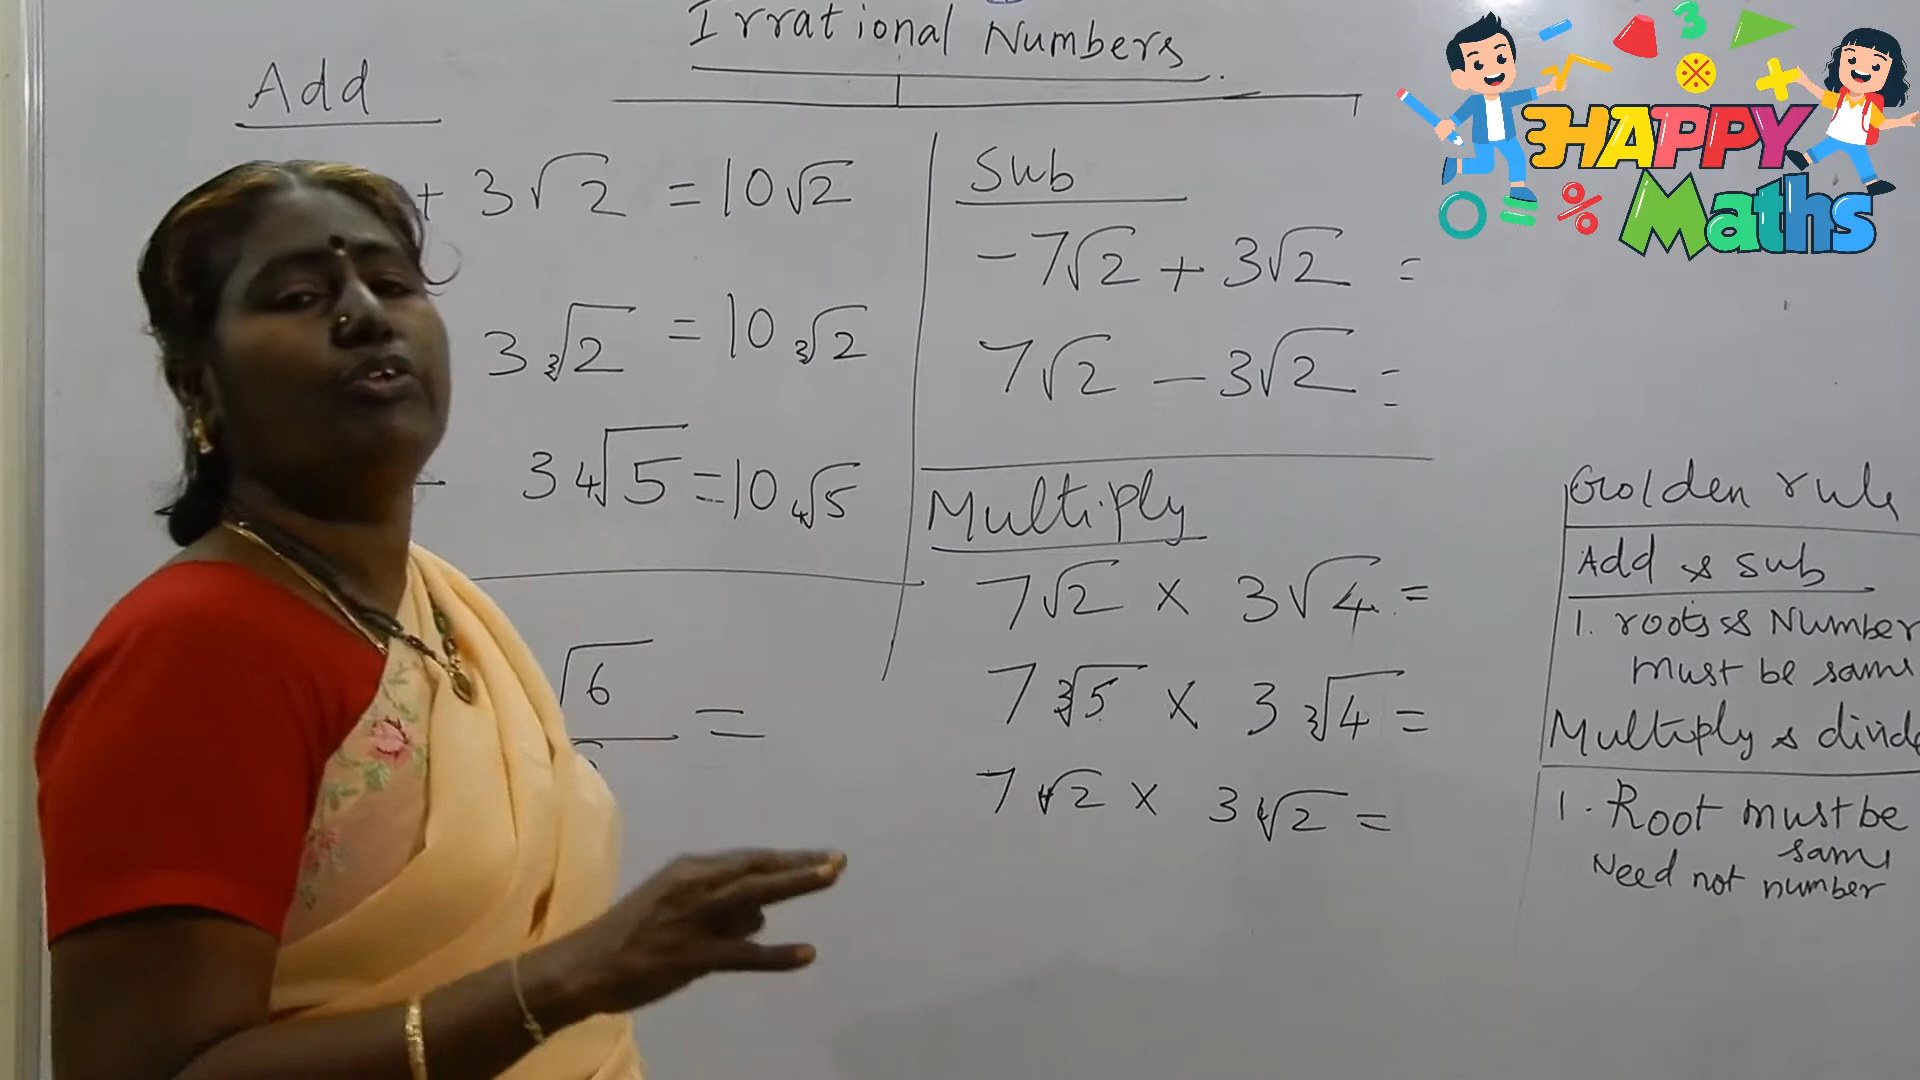 Irrational Numbers.
Add
+ 3√2 = 10√2
3∛2 = 10∛2
3∜5 = 10∜5
√6 =
Sub
-7√2 + 3√2 =
7√2 - 3√2 =
Multiply
7√2 × 3√4 =
7∛5 × 3∛4 =
7∜2 × 3∜2 =
Golden rule
Add & Sub
1. roots & Number
must be same
Multiply & divide
1. Root must be
same
Need not number
HAPPY
Maths